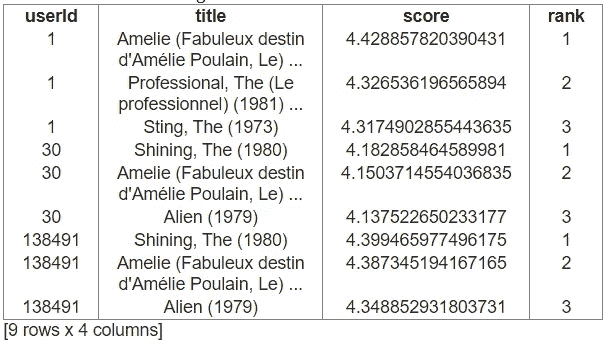 userId title score rank
1 Amelie (Fabuleux destin 4.428857820390431 1
d'Amélie Poulain, Le) ...
1 Professional, The (Le 4.326536196565894 2
professionnel) (1981) ...
1 Sting, The (1973) 4.3174902855443635 3
30 Shining, The (1980) 4.182858464589981 1
30 Amelie (Fabuleux destin 4.1503714554036835 2
d'Amélie Poulain, Le) ...
30 Alien (1979) 4.137522650233177 3
138491 Shining, The (1980) 4.399465977496175 1
138491 Amelie (Fabuleux destin 4.387345194167165 2
d'Amélie Poulain, Le) ...
138491 Alien (1979) 4.348852931803731 3
[9 rows x 4 columns]